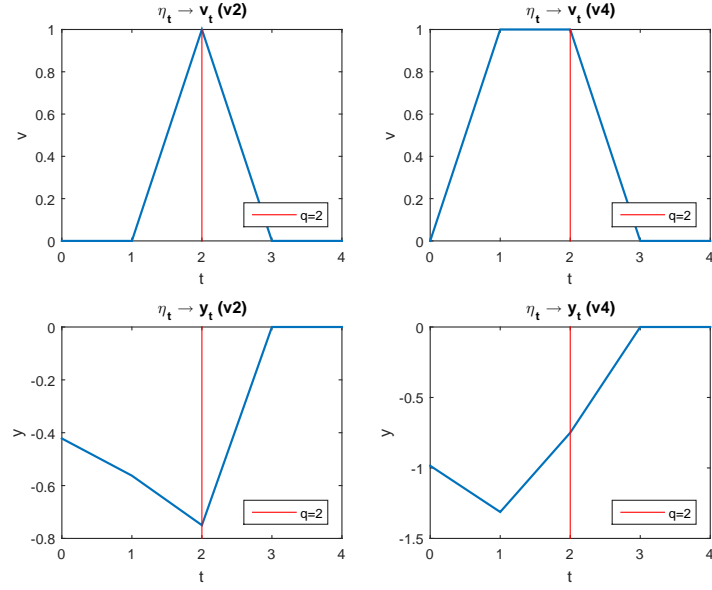 η_t → v_t (v2)
1
0.8
0.6
0.4
0.2
0
v
0 1 2 3 4
t
q=2
η_t → v_t (v4)
1
0.8
0.6
0.4
0.2
0
v
0 1 2 3 4
t
q=2
η_t → y_t (v2)
0
-0.2
-0.4
-0.6
-0.8
y
0 1 2 3 4
t
q=2
η_t → y_t (v4)
0
-0.5
-1
-1.5
y
0 1 2 3 4
t
q=2